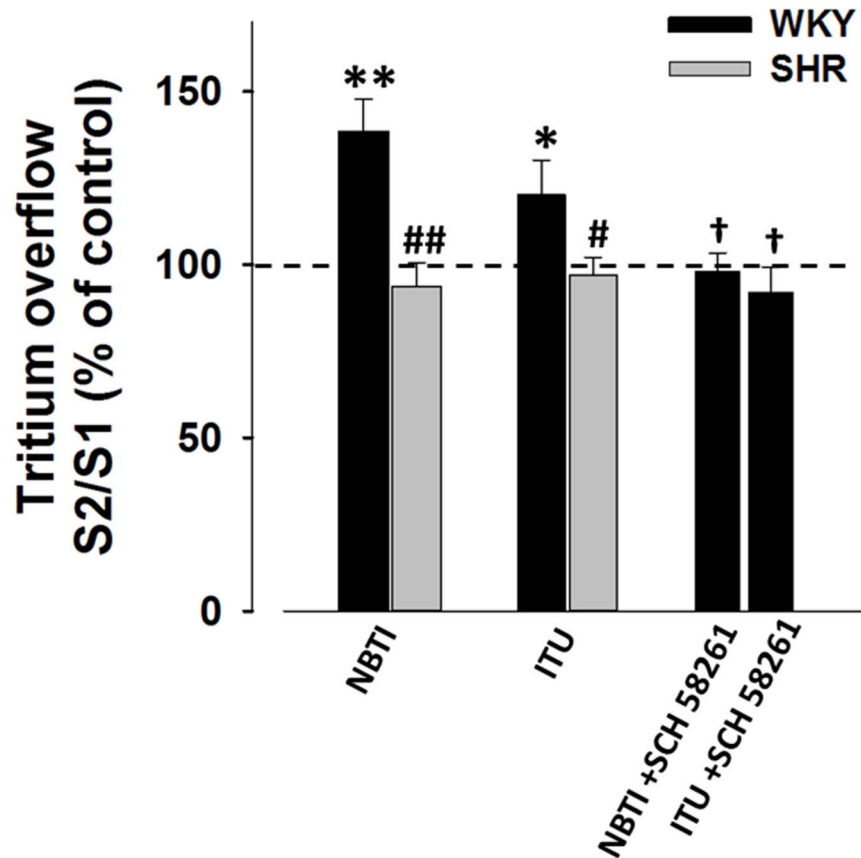 WKY
SHR
Tritium overflow
S2/S1 (% of control)
150
100
50
0
**
##
*
#
†
†
NBTI
ITU
NBTI +SCH 58261
ITU +SCH 58261